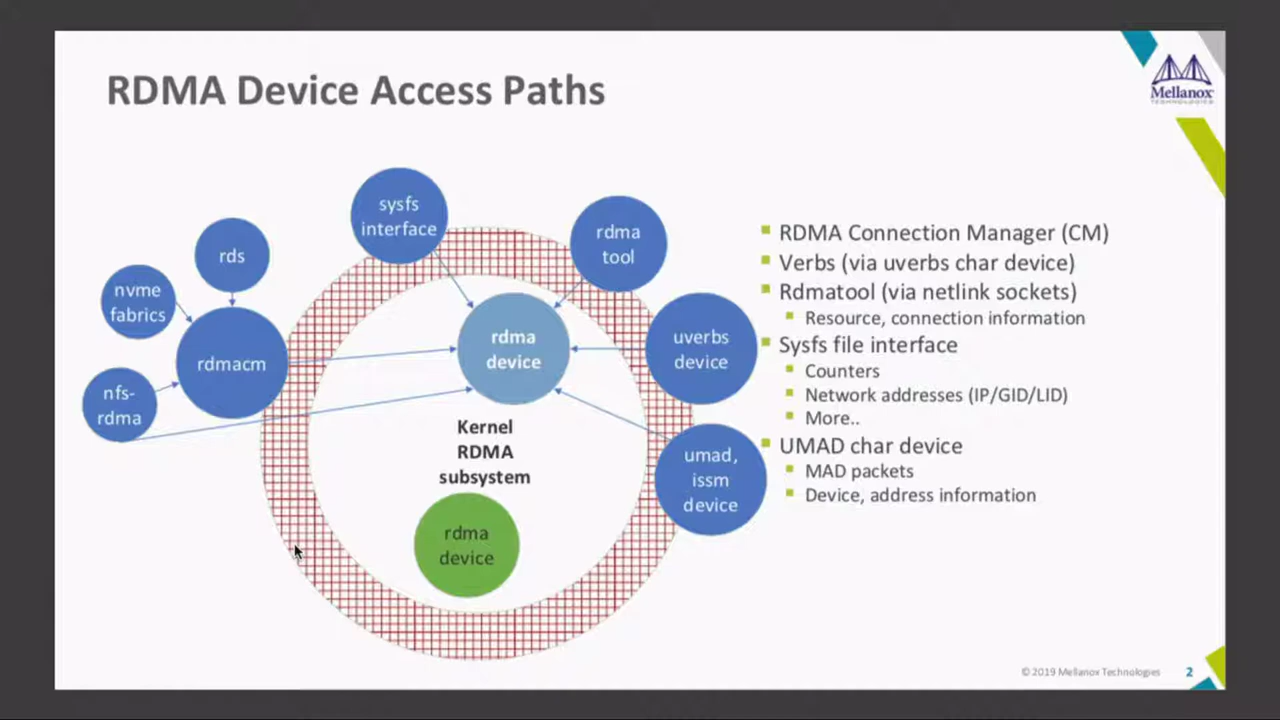 RDMA Device Access Paths
Mellanox
TECHNOLOGIES
sysfs
interface
rdma
tool
rds
nvme
fabrics
rdmacm
nfs-
rdma
rdma
device
uverbs
device
umad,
issm
device
Kernel
RDMA
subsystem
rdma
device
RDMA Connection Manager (CM)
Verbs (via uverbs char device)
Rdmatool (via netlink sockets)
Resource, connection information
Sysfs file interface
Counters
Network addresses (IP/GID/LID)
More..
UMAD char device
MAD packets
Device, address information
© 2019 Mellanox Technologies
2